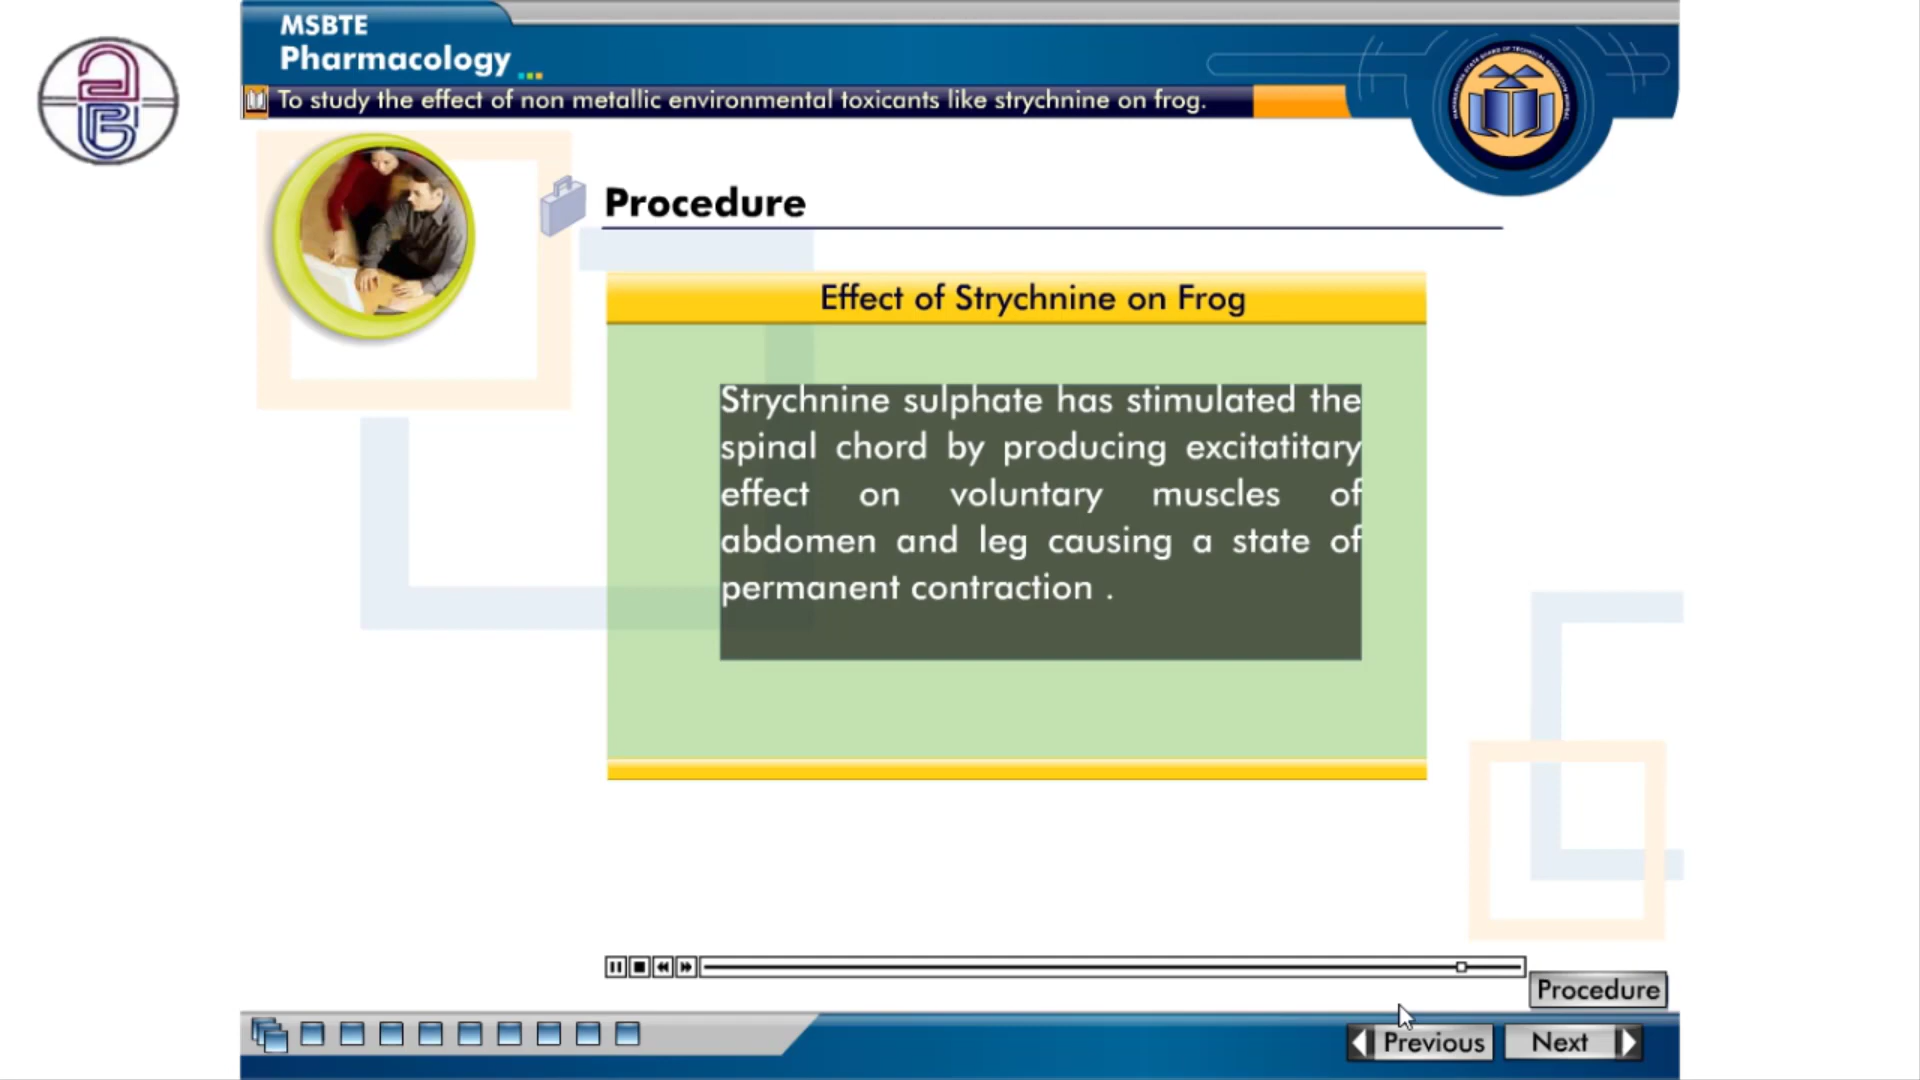 MSBTE
Pharmacology
To study the effect of non metallic environmental toxicants like strychnine on frog.
Procedure
Effect of Strychnine on Frog
Strychnine sulphate has stimulated the
spinal chord by producing excitatitary
effect on voluntary muscles of
abdomen and leg causing a state of
permanent contraction .
Procedure
Previous
Next